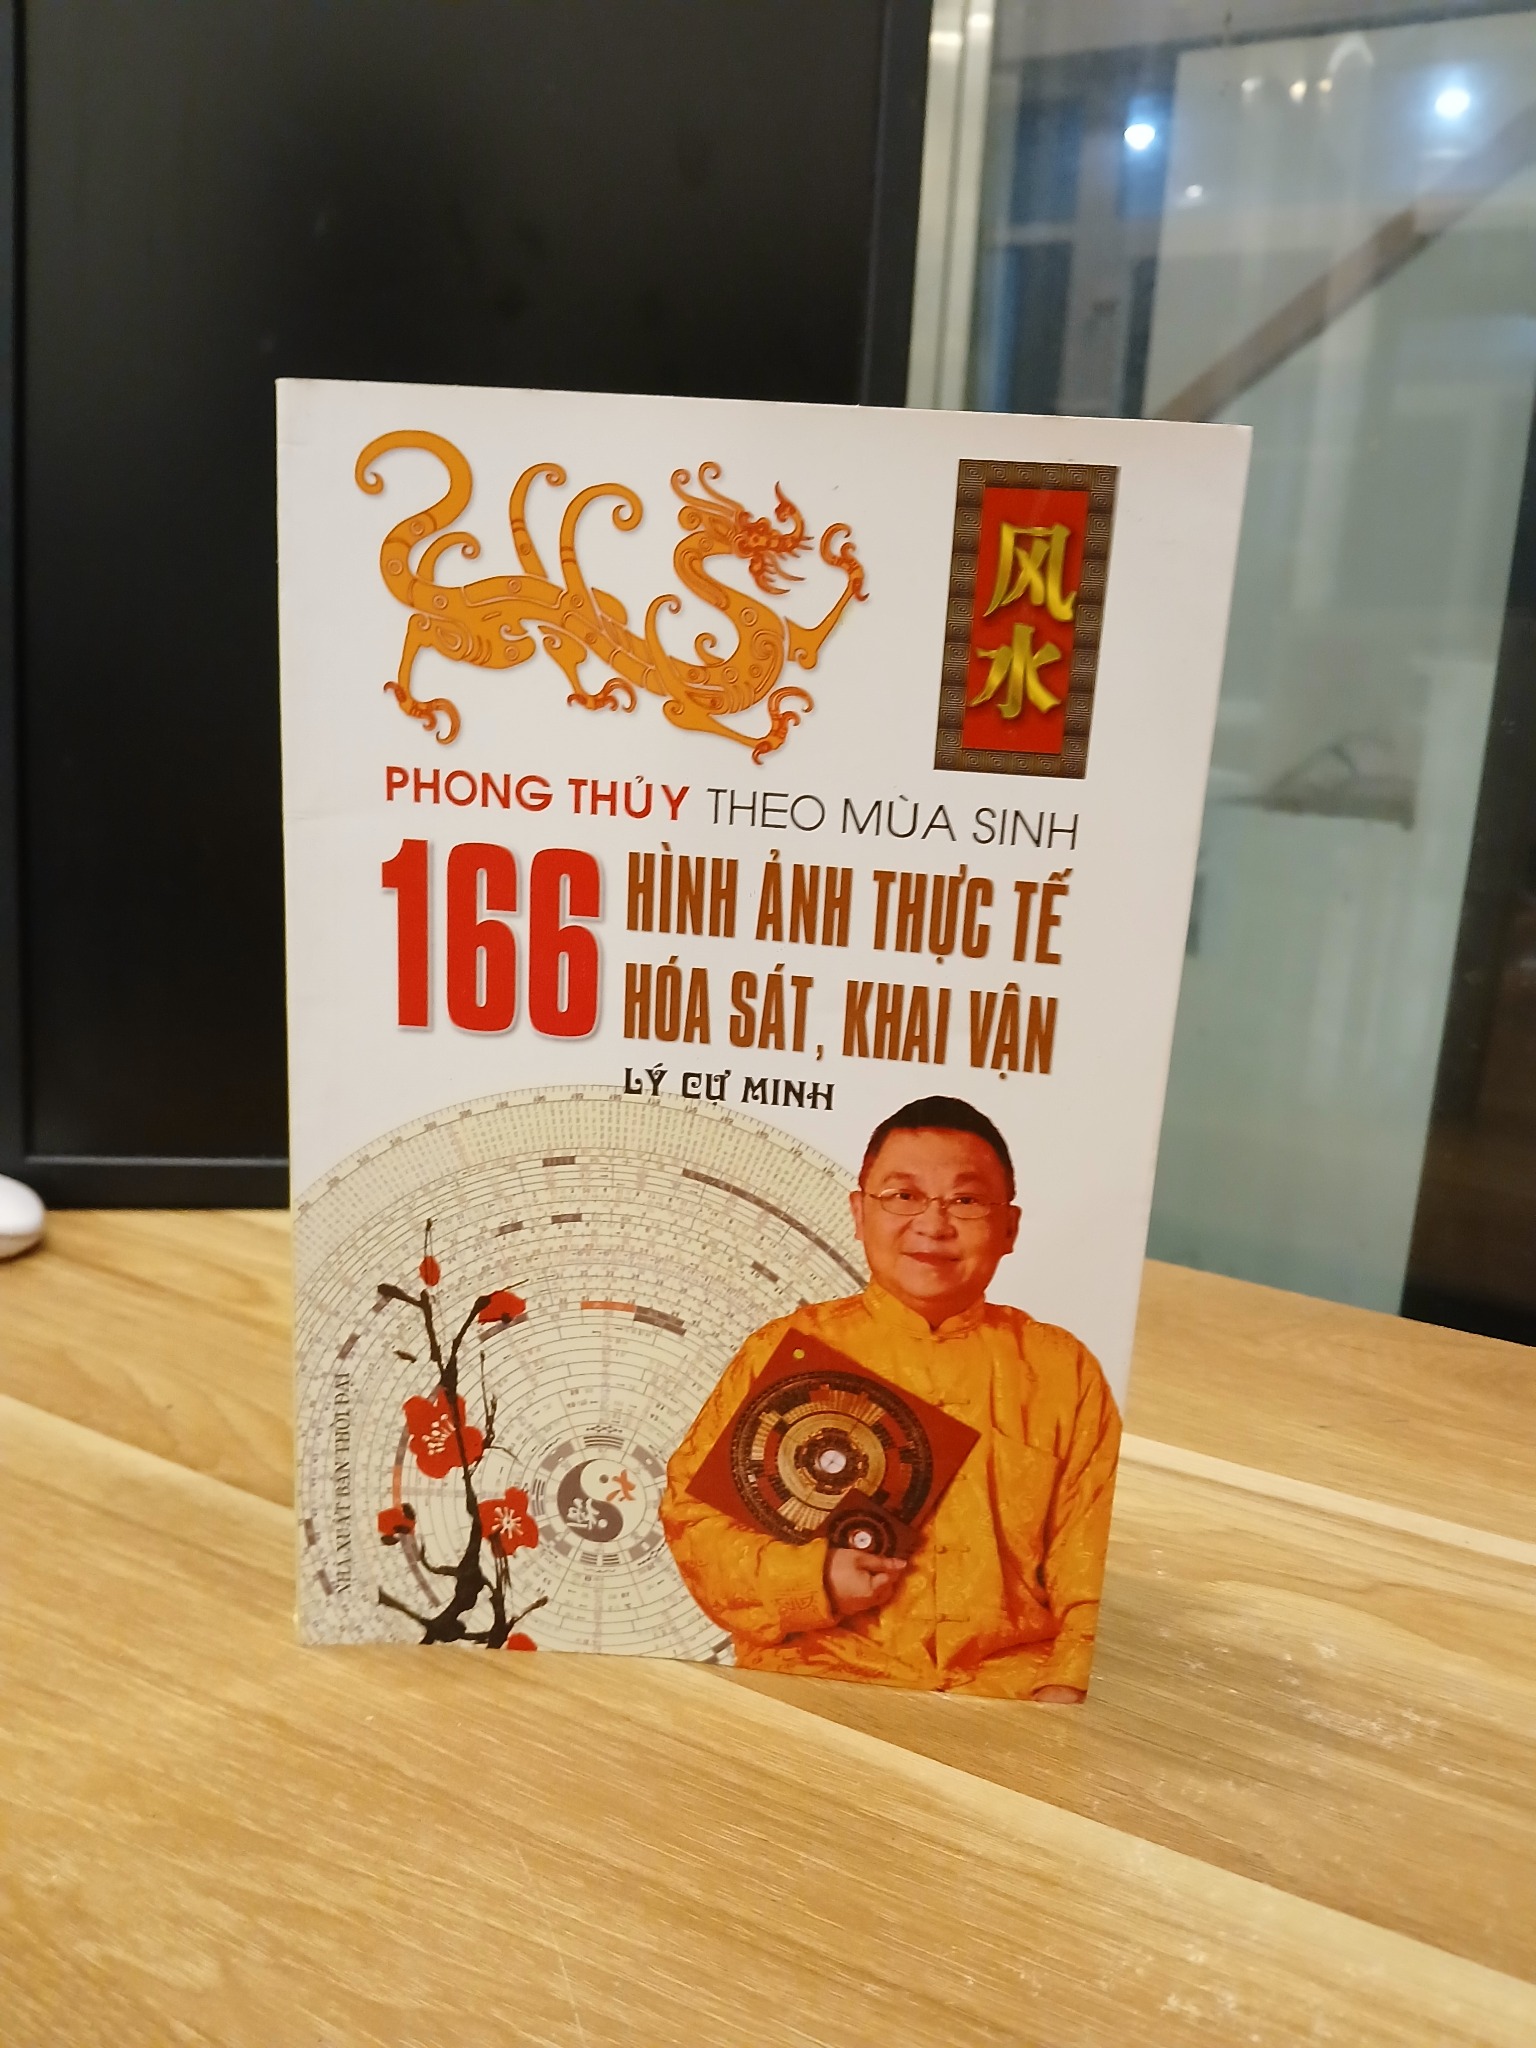 风
水
PHONG THỦY THEO MÙA SINH
166 HÌNH ẢNH THỰC TẾ
HÓA SÁT, KHAI VẬN
LÝ CỰ MINH
NHÀ XUẤT BẢN THỜI ĐẠI